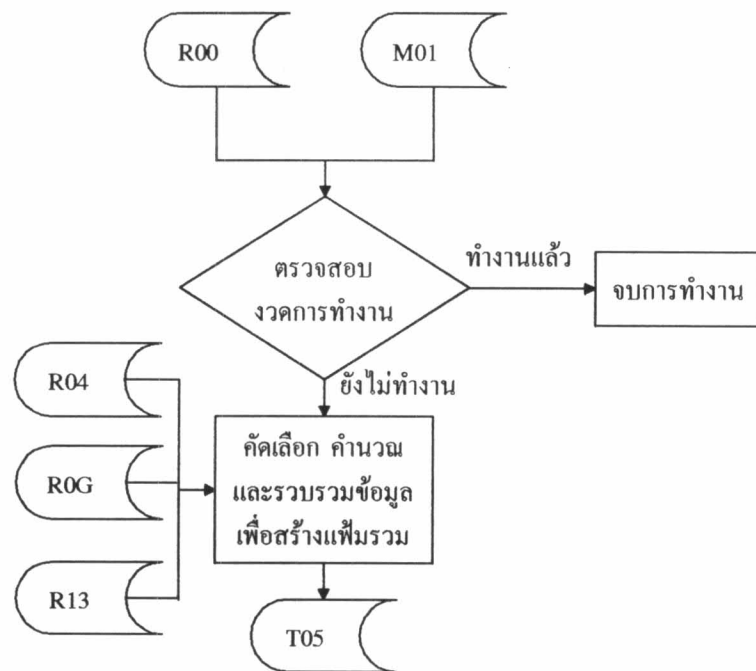 R00
M01
ตรวจสอบ
งวดการทำงาน
ทำงานแล้ว
จบการทำงาน
ยังไม่ทำงาน
R04
R0G
R13
คัดเลือก คำนวณ
และรวบรวมข้อมูล
เพื่อสร้างแฟ้มรวม
T05